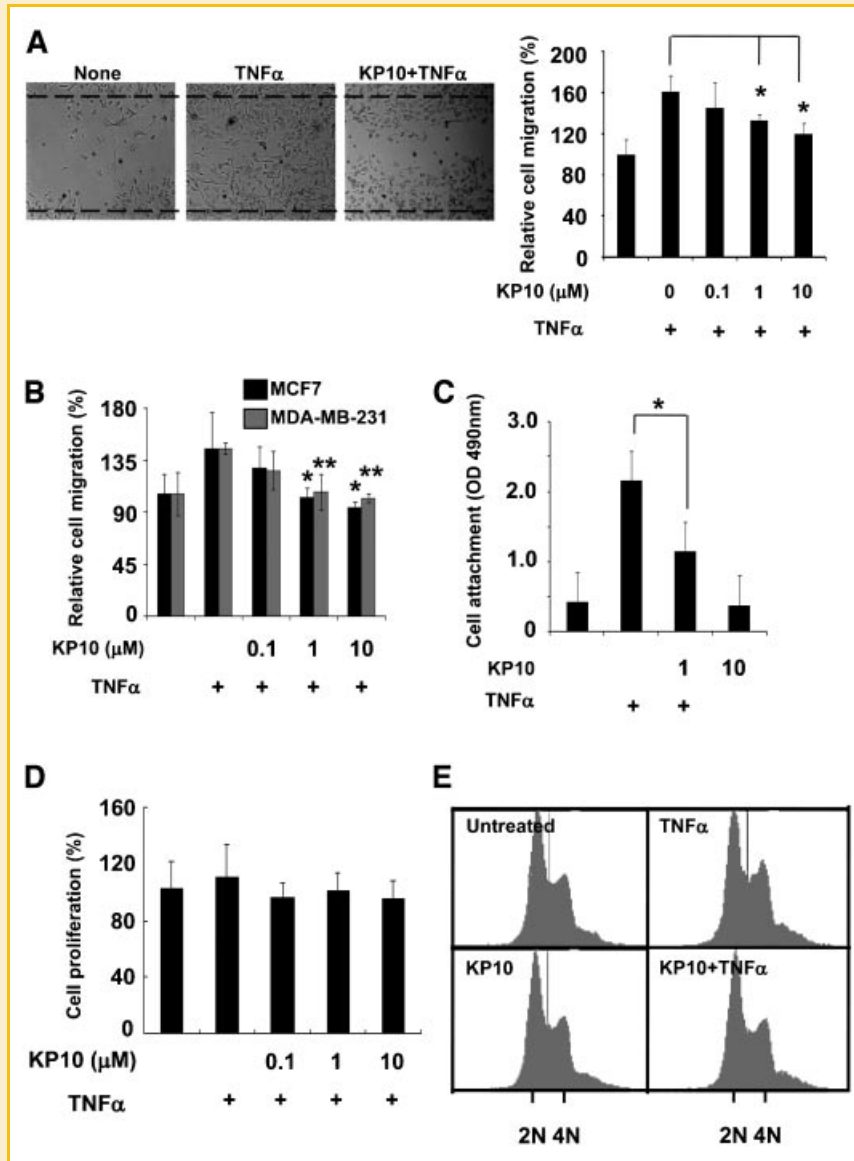 A
None
TNFα
KP10+TNFα
Relative cell migration (%)
200
160
120
80
40
0
* *
KP10 (μM) 0 0.1 1 10
TNFα + + + +
B
Relative cell migration (%)
180
135
90
45
0
MCF7
MDA-MB-231
* ** * **
KP10 (μM) 0.1 1 10
TNFα + + + +
C
Cell attachment (OD 490nm)
3.0
2.0
1.0
0
*
KP10 1 10
TNFα + +
D
Cell proliferation (%)
160
120
80
40
0
KP10 (μM) 0.1 1 10
TNFα + + + +
E
Untreated
TNFα
KP10
KP10+TNFα
2N 4N 2N 4N